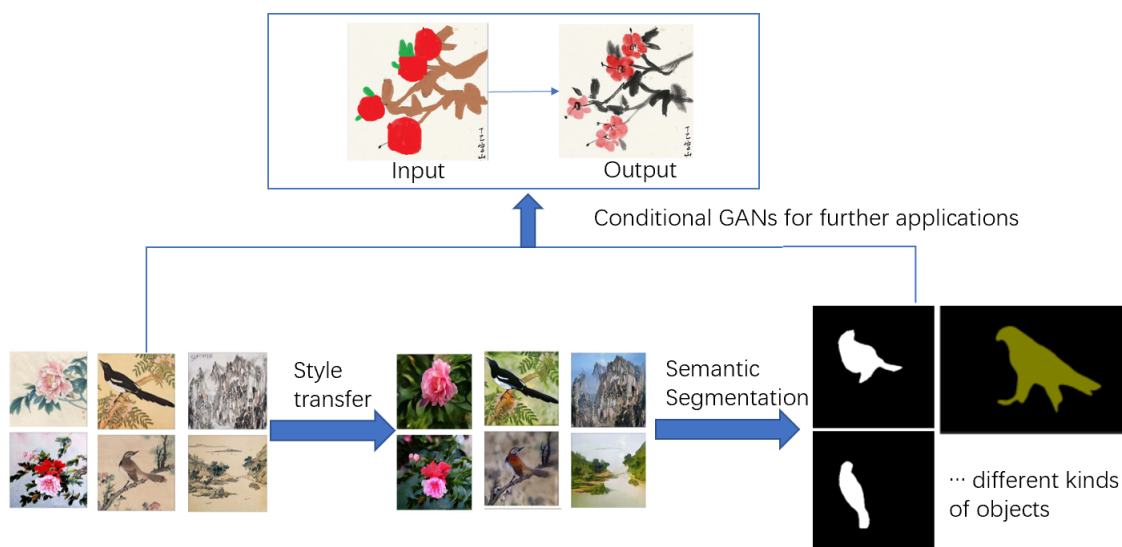 Input
Output
Conditional GANs for further applications
Style
transfer
Semantic
Segmentation
... different kinds
of objects